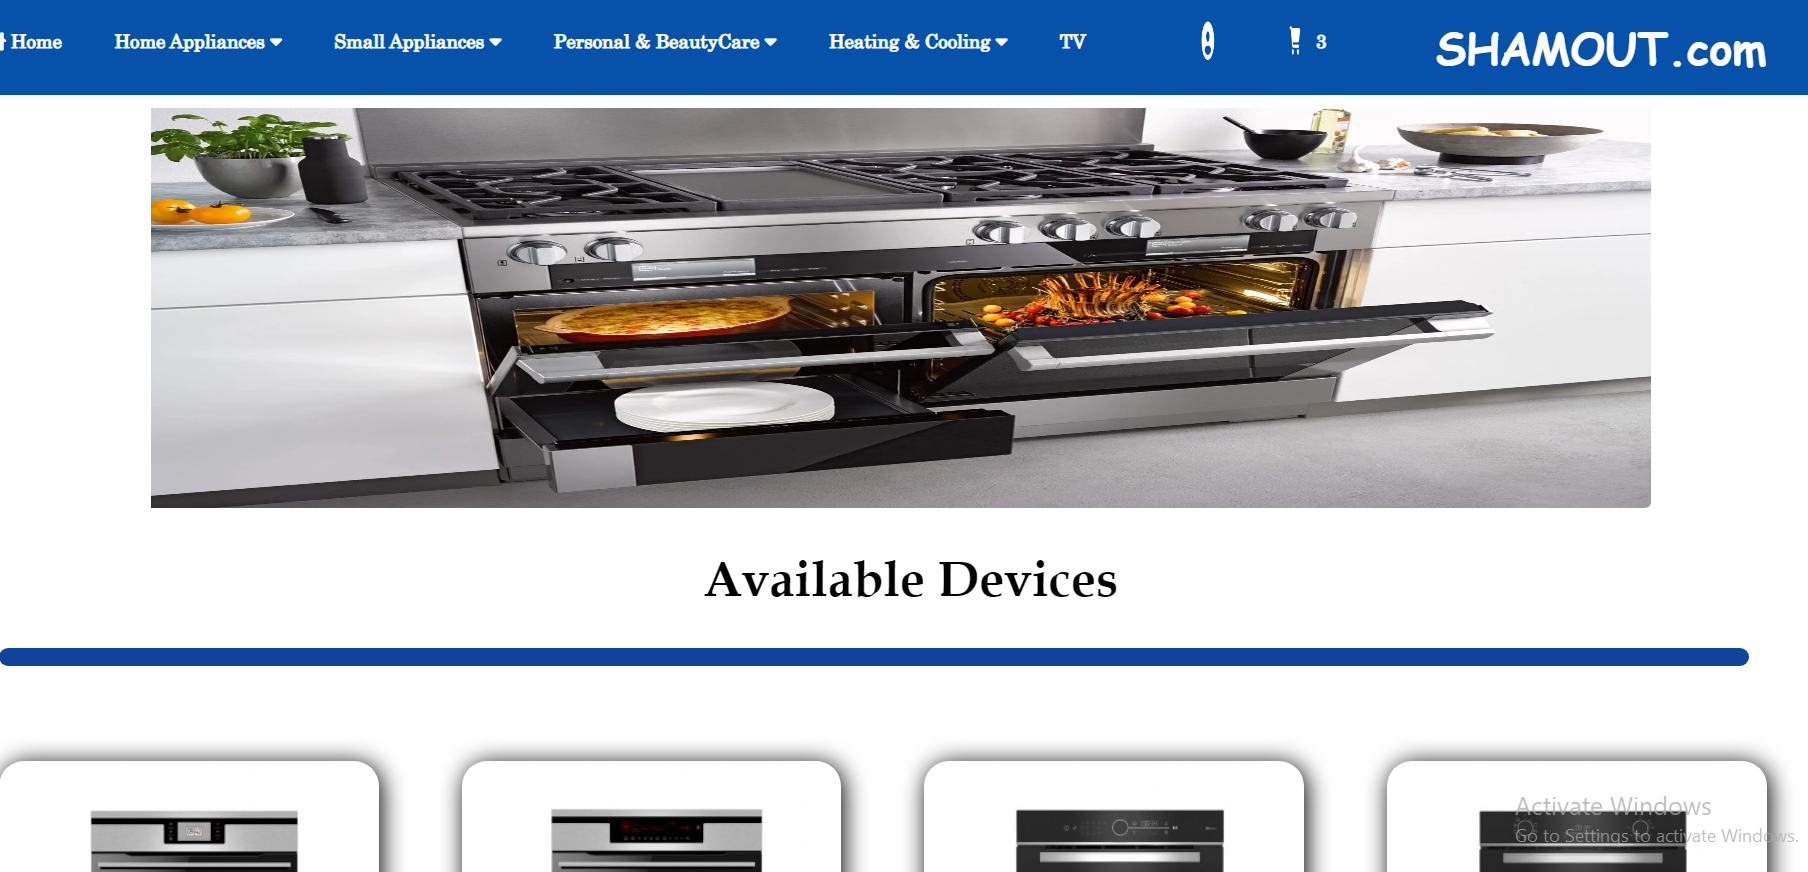 Home Home Appliances Small Appliances Personal & BeautyCare Heating & Cooling TV 3 SHAMOUT.com
Available Devices
Activate Windows
Go to Settings to activate Windows.